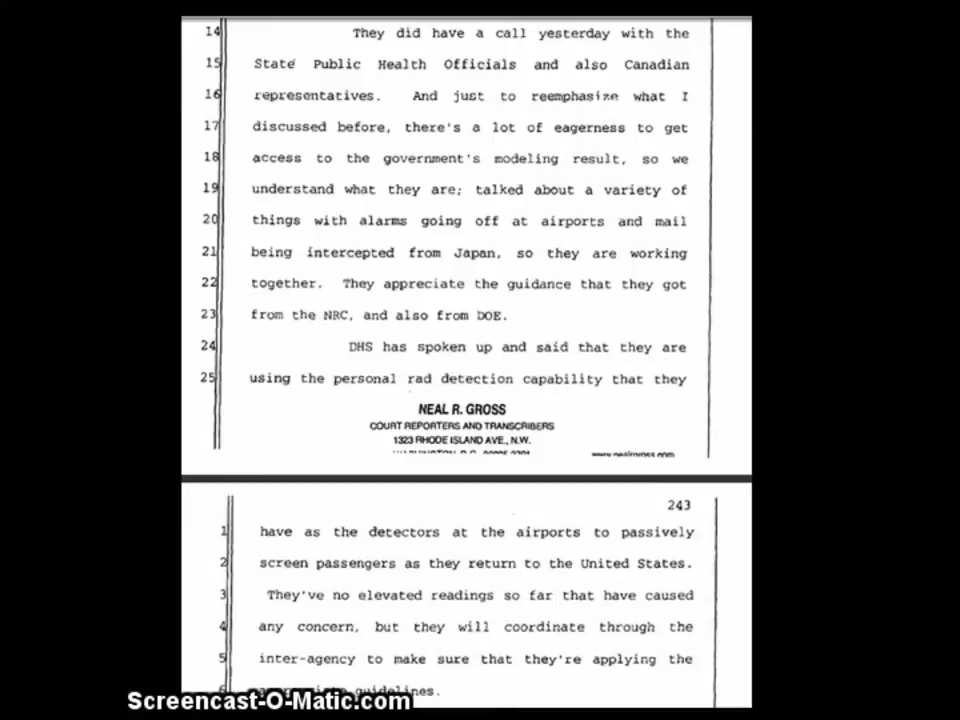 14 They did have a call yesterday with the
15 State Public Health Officials and also Canadian
16 representatives. And just to reemphasize what I
17 discussed before, there's a lot of eagerness to get
18 access to the government's modeling result, so we
19 understand what they are; talked about a variety of
20 things with alarms going off at airports and mail
21 being intercepted from Japan, so they are working
22 together. They appreciate the guidance that they got
23 from the NRC, and also from DOE.
24 DHS has spoken up and said that they are
25 using the personal rad detection capability that they
NEAL R. GROSS
COURT REPORTERS AND TRANSCRIBERS
1323 RHODE ISLAND AVE., N.W.
www.nealrgross.com
243
1 have as the detectors at the airports to passively
2 screen passengers as they return to the United States.
3 They've no elevated readings so far that have caused
4 any concern, but they will coordinate through the
5 inter-agency to make sure that they're applying the
6 guidelines.
Screencast-O-Matic.com